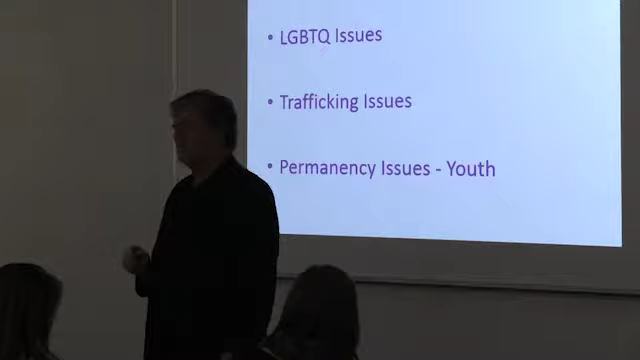 • LGBTQ Issues
• Trafficking Issues
• Permanency Issues - Youth